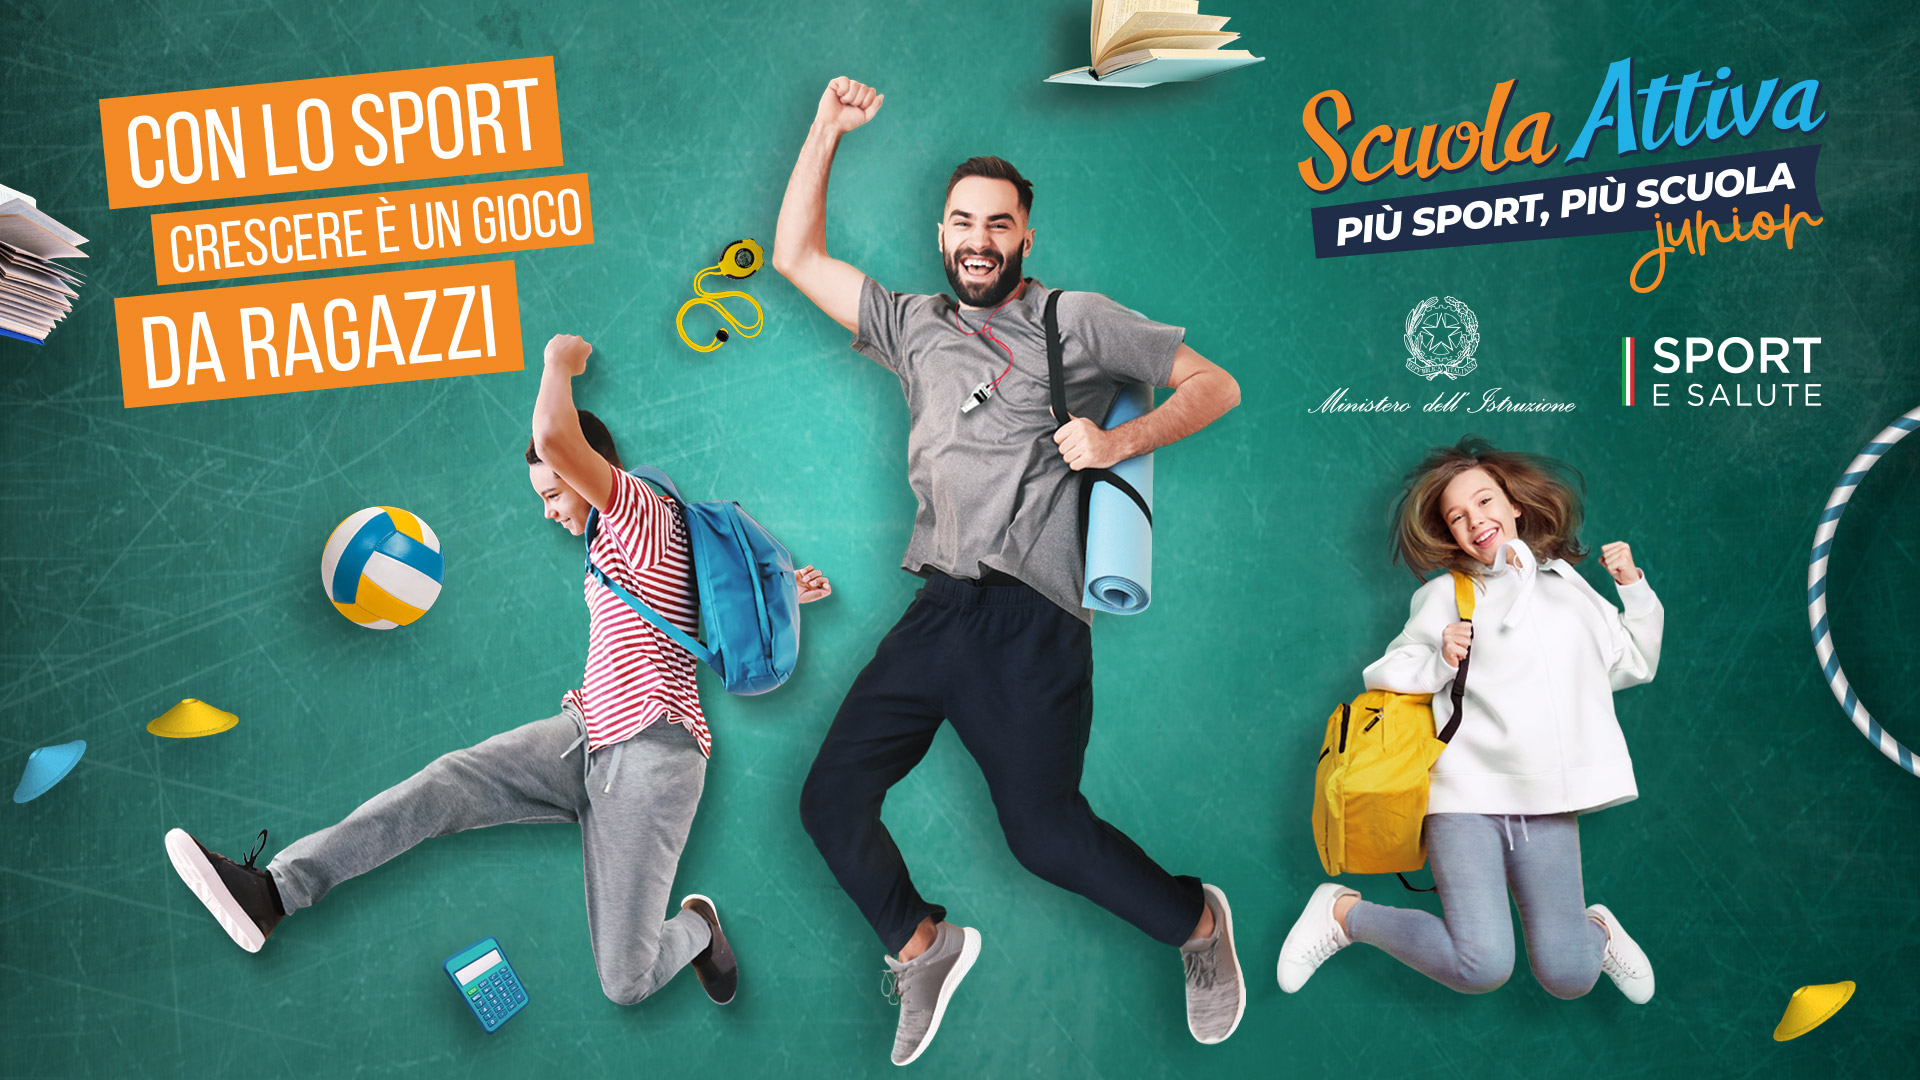 CON LO SPORT
CRESCERE È UN GIOCO
DA RAGAZZI
Scuola Attiva
PIÙ SPORT, PIÙ SCUOLA
junior
Ministero dell'Istruzione
SPORT
E SALUTE